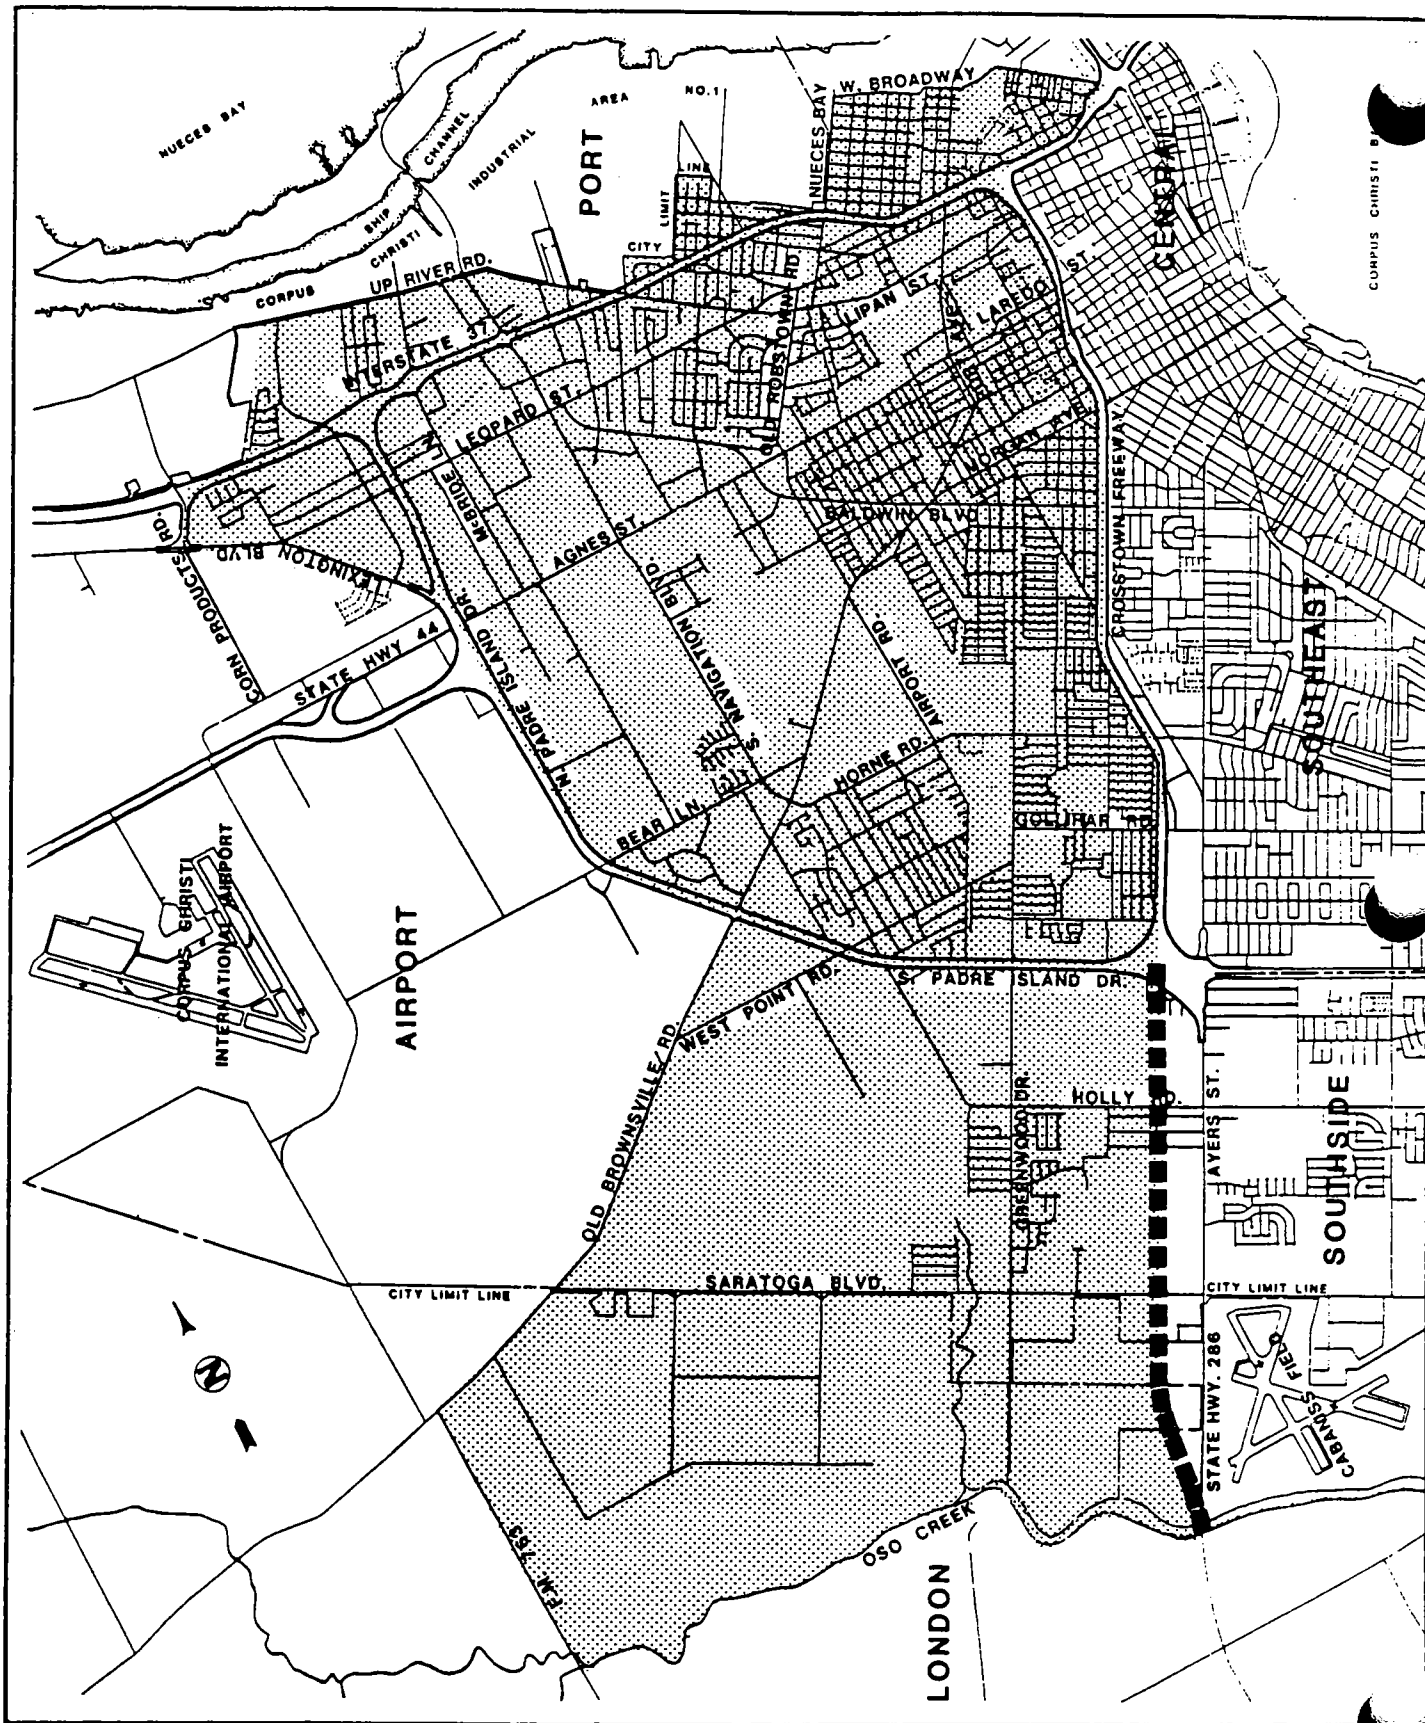 NUECES BAY
SHIP
CHANNEL
CORPUS
CHRISTI
INDUSTRIAL
AREA
NO.1
PORT
LIMIT
LINE
CITY
NUECES BAY
W. BROADWAY
CENTRAL
UP RIVER RD.
INTERSTATE 37
LEOPARD ST.
OLD ROBSTOWN RD.
LIPAN ST.
LAREDO ST.
MORGAN AVE.
CROSSTOWN FREEWAY
BALDWIN BLVD
AGNES ST.
McBRIDE LN.
N. PADRE ISLAND DR.
S. NAVIGATION BLVD.
AIRPORT RD.
LEXINGTON BLVD
CORN PRODUCTS RD.
STATE HWY 44
BEAR LN.
HORNE RD.
GOLLIHAR RD.
SOUTHEAST
CORPUS CHRISTI
INTERNATIONAL AIRPORT
AIRPORT
S. PADRE ISLAND DR.
WEST POINT RD.
OLD BROWNSVILLE RD.
HOLLY RD.
GREENWOOD DR.
AYERS ST.
SOUTHSIDE
SARATOGA BLVD.
CITY LIMIT LINE
CITY LIMIT LINE
STATE HWY. 286
CABANISS FIELD
N
F.M. 763
OSO CREEK
LONDON
CORPUS CHRISTI